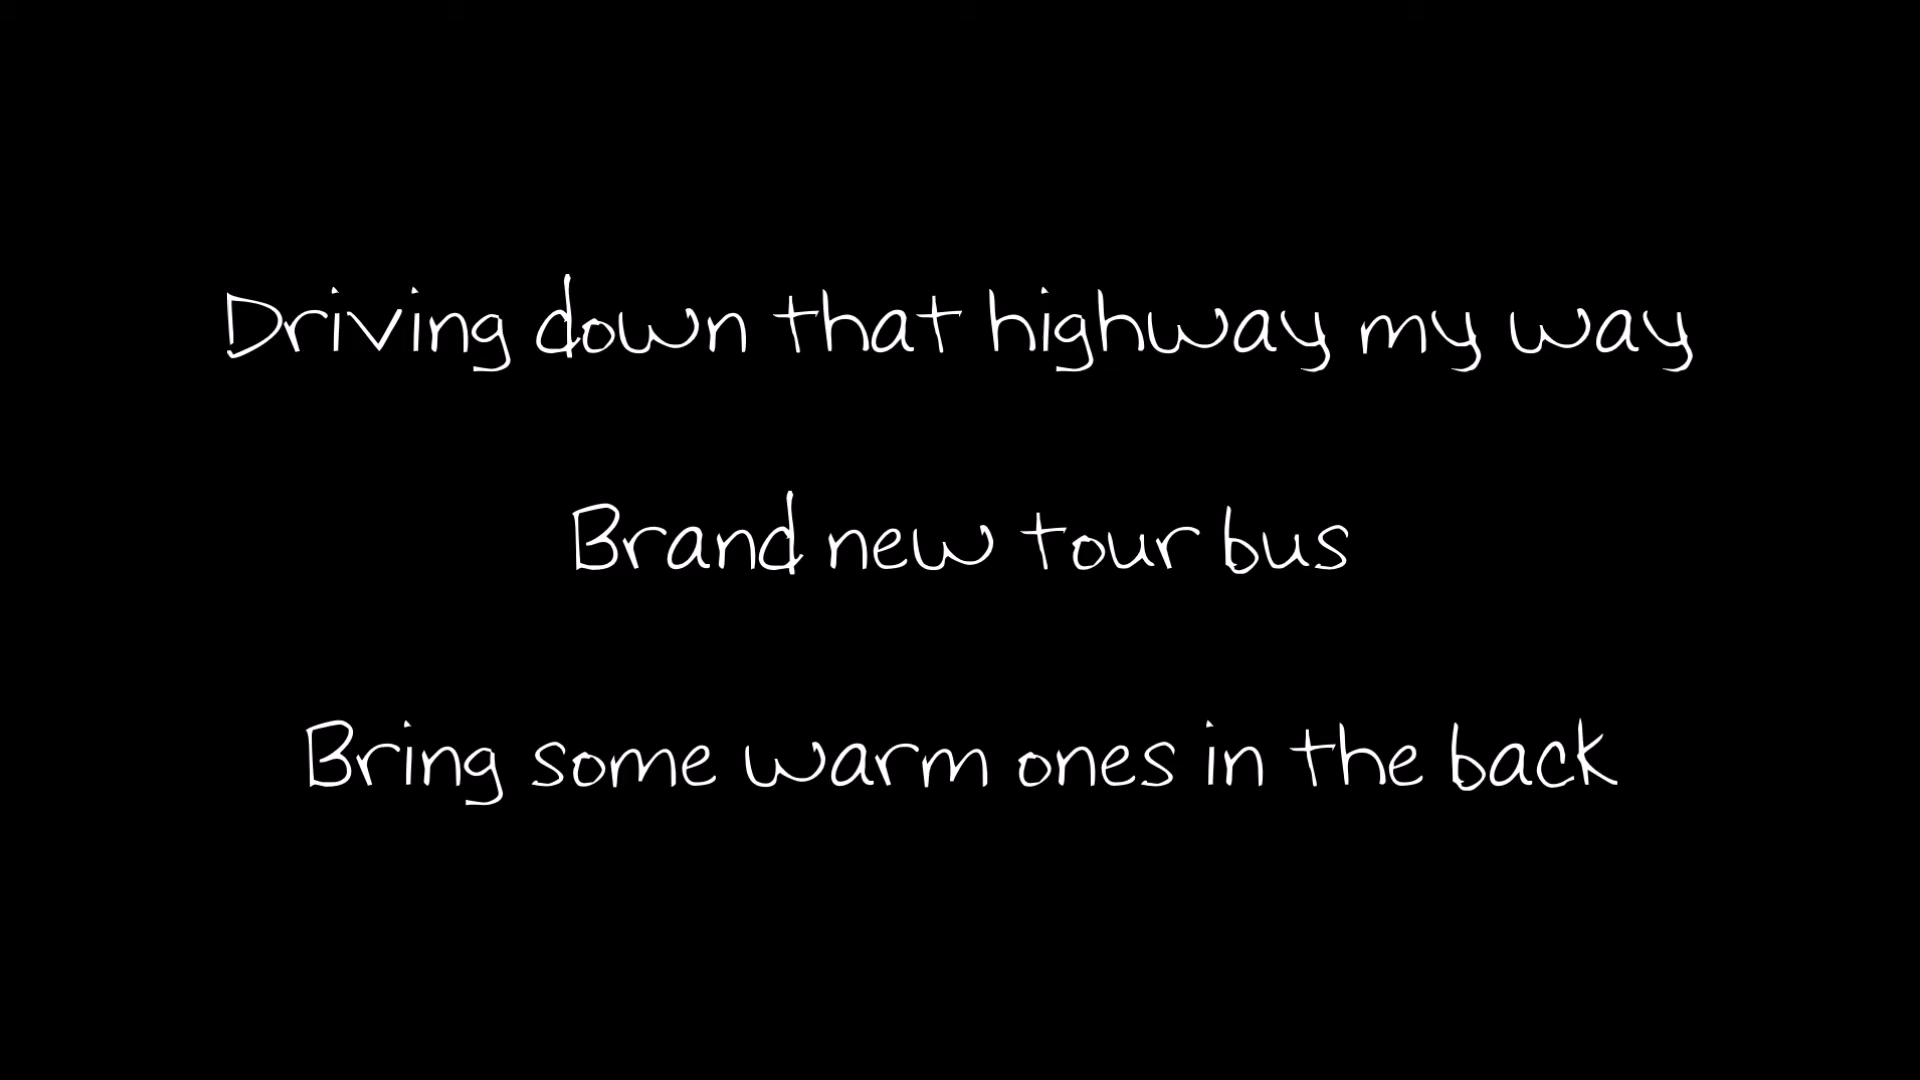 Driving down that highway my way
Brand new tour bus
Bring some warm ones in the back